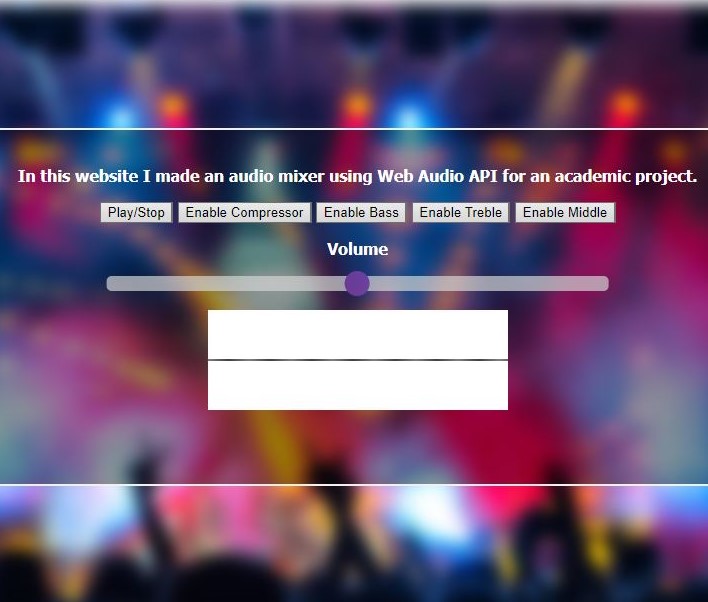 In this website I made an audio mixer using Web Audio API for an academic project.
Play/Stop Enable Compressor Enable Bass Enable Treble Enable Middle
Volume